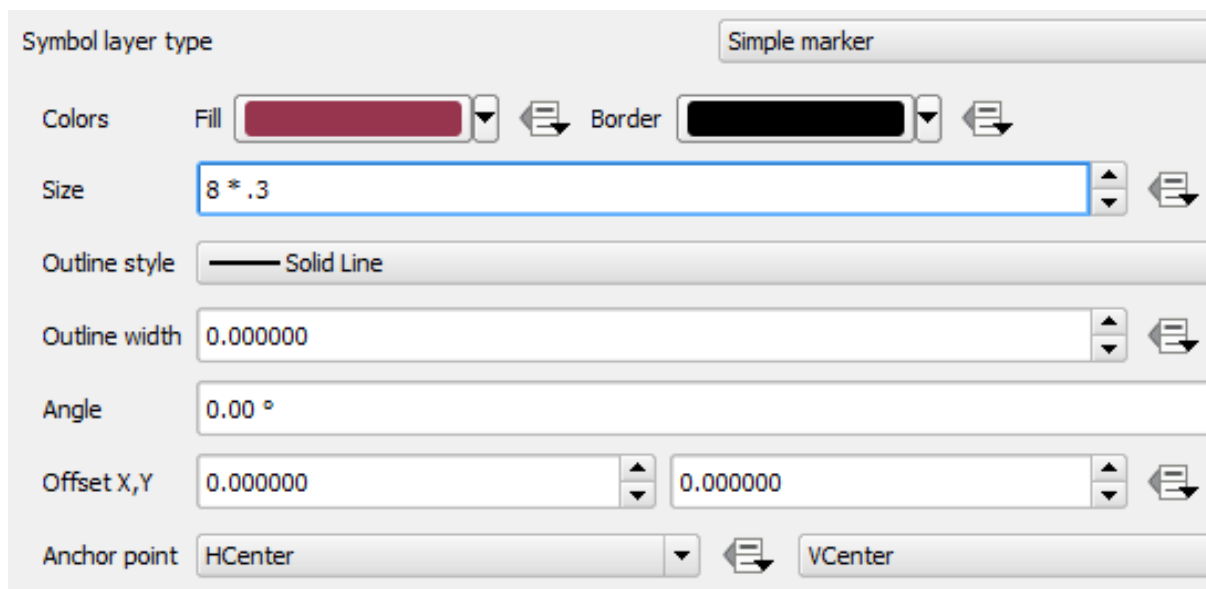 Symbol layer type Simple marker
Colors Fill Border
Size 8 * .3
Outline style Solid Line
Outline width 0.000000
Angle 0.00 °
Offset X,Y 0.000000 0.000000
Anchor point HCenter VCenter